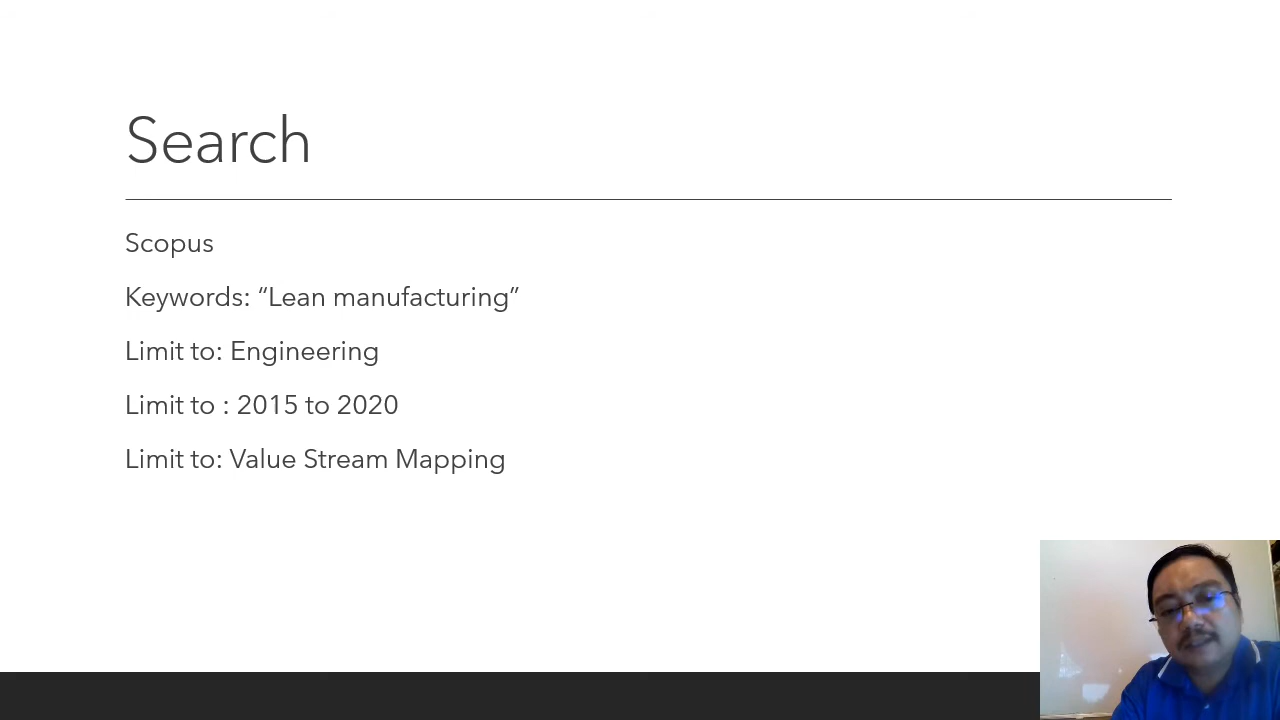 Search
Scopus
Keywords: “Lean manufacturing”
Limit to: Engineering
Limit to : 2015 to 2020
Limit to: Value Stream Mapping